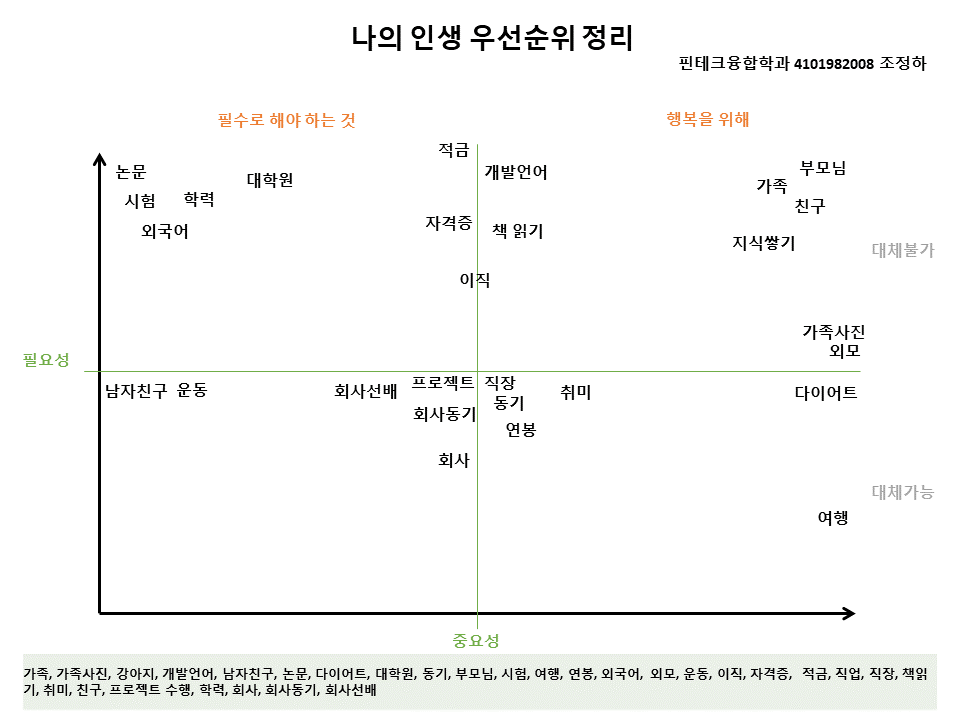 나의 인생 우선순위 정리
핀테크융합학과 4101982008 조정하
필수로 해야 하는 것
행복을 위해
적금
논문
대학원
개발언어
부모님
가족
시험
학력
친구
외국어
자격증
책 읽기
지식쌓기
대체불가
이직
가족사진
외모
필요성
남자친구 운동
회사선배
프로젝트
직장
취미
다이어트
동기
회사동기
연봉
회사
대체가능
여행
중요성
가족, 가족사진, 강아지, 개발언어, 남자친구, 논문, 다이어트, 대학원, 동기, 부모님, 시험, 여행, 연봉, 외국어, 외모, 운동, 이직, 자격증, 적금, 직업, 직장, 책읽
기, 취미, 친구, 프로젝트 수행, 학력, 회사, 회사동기, 회사선배